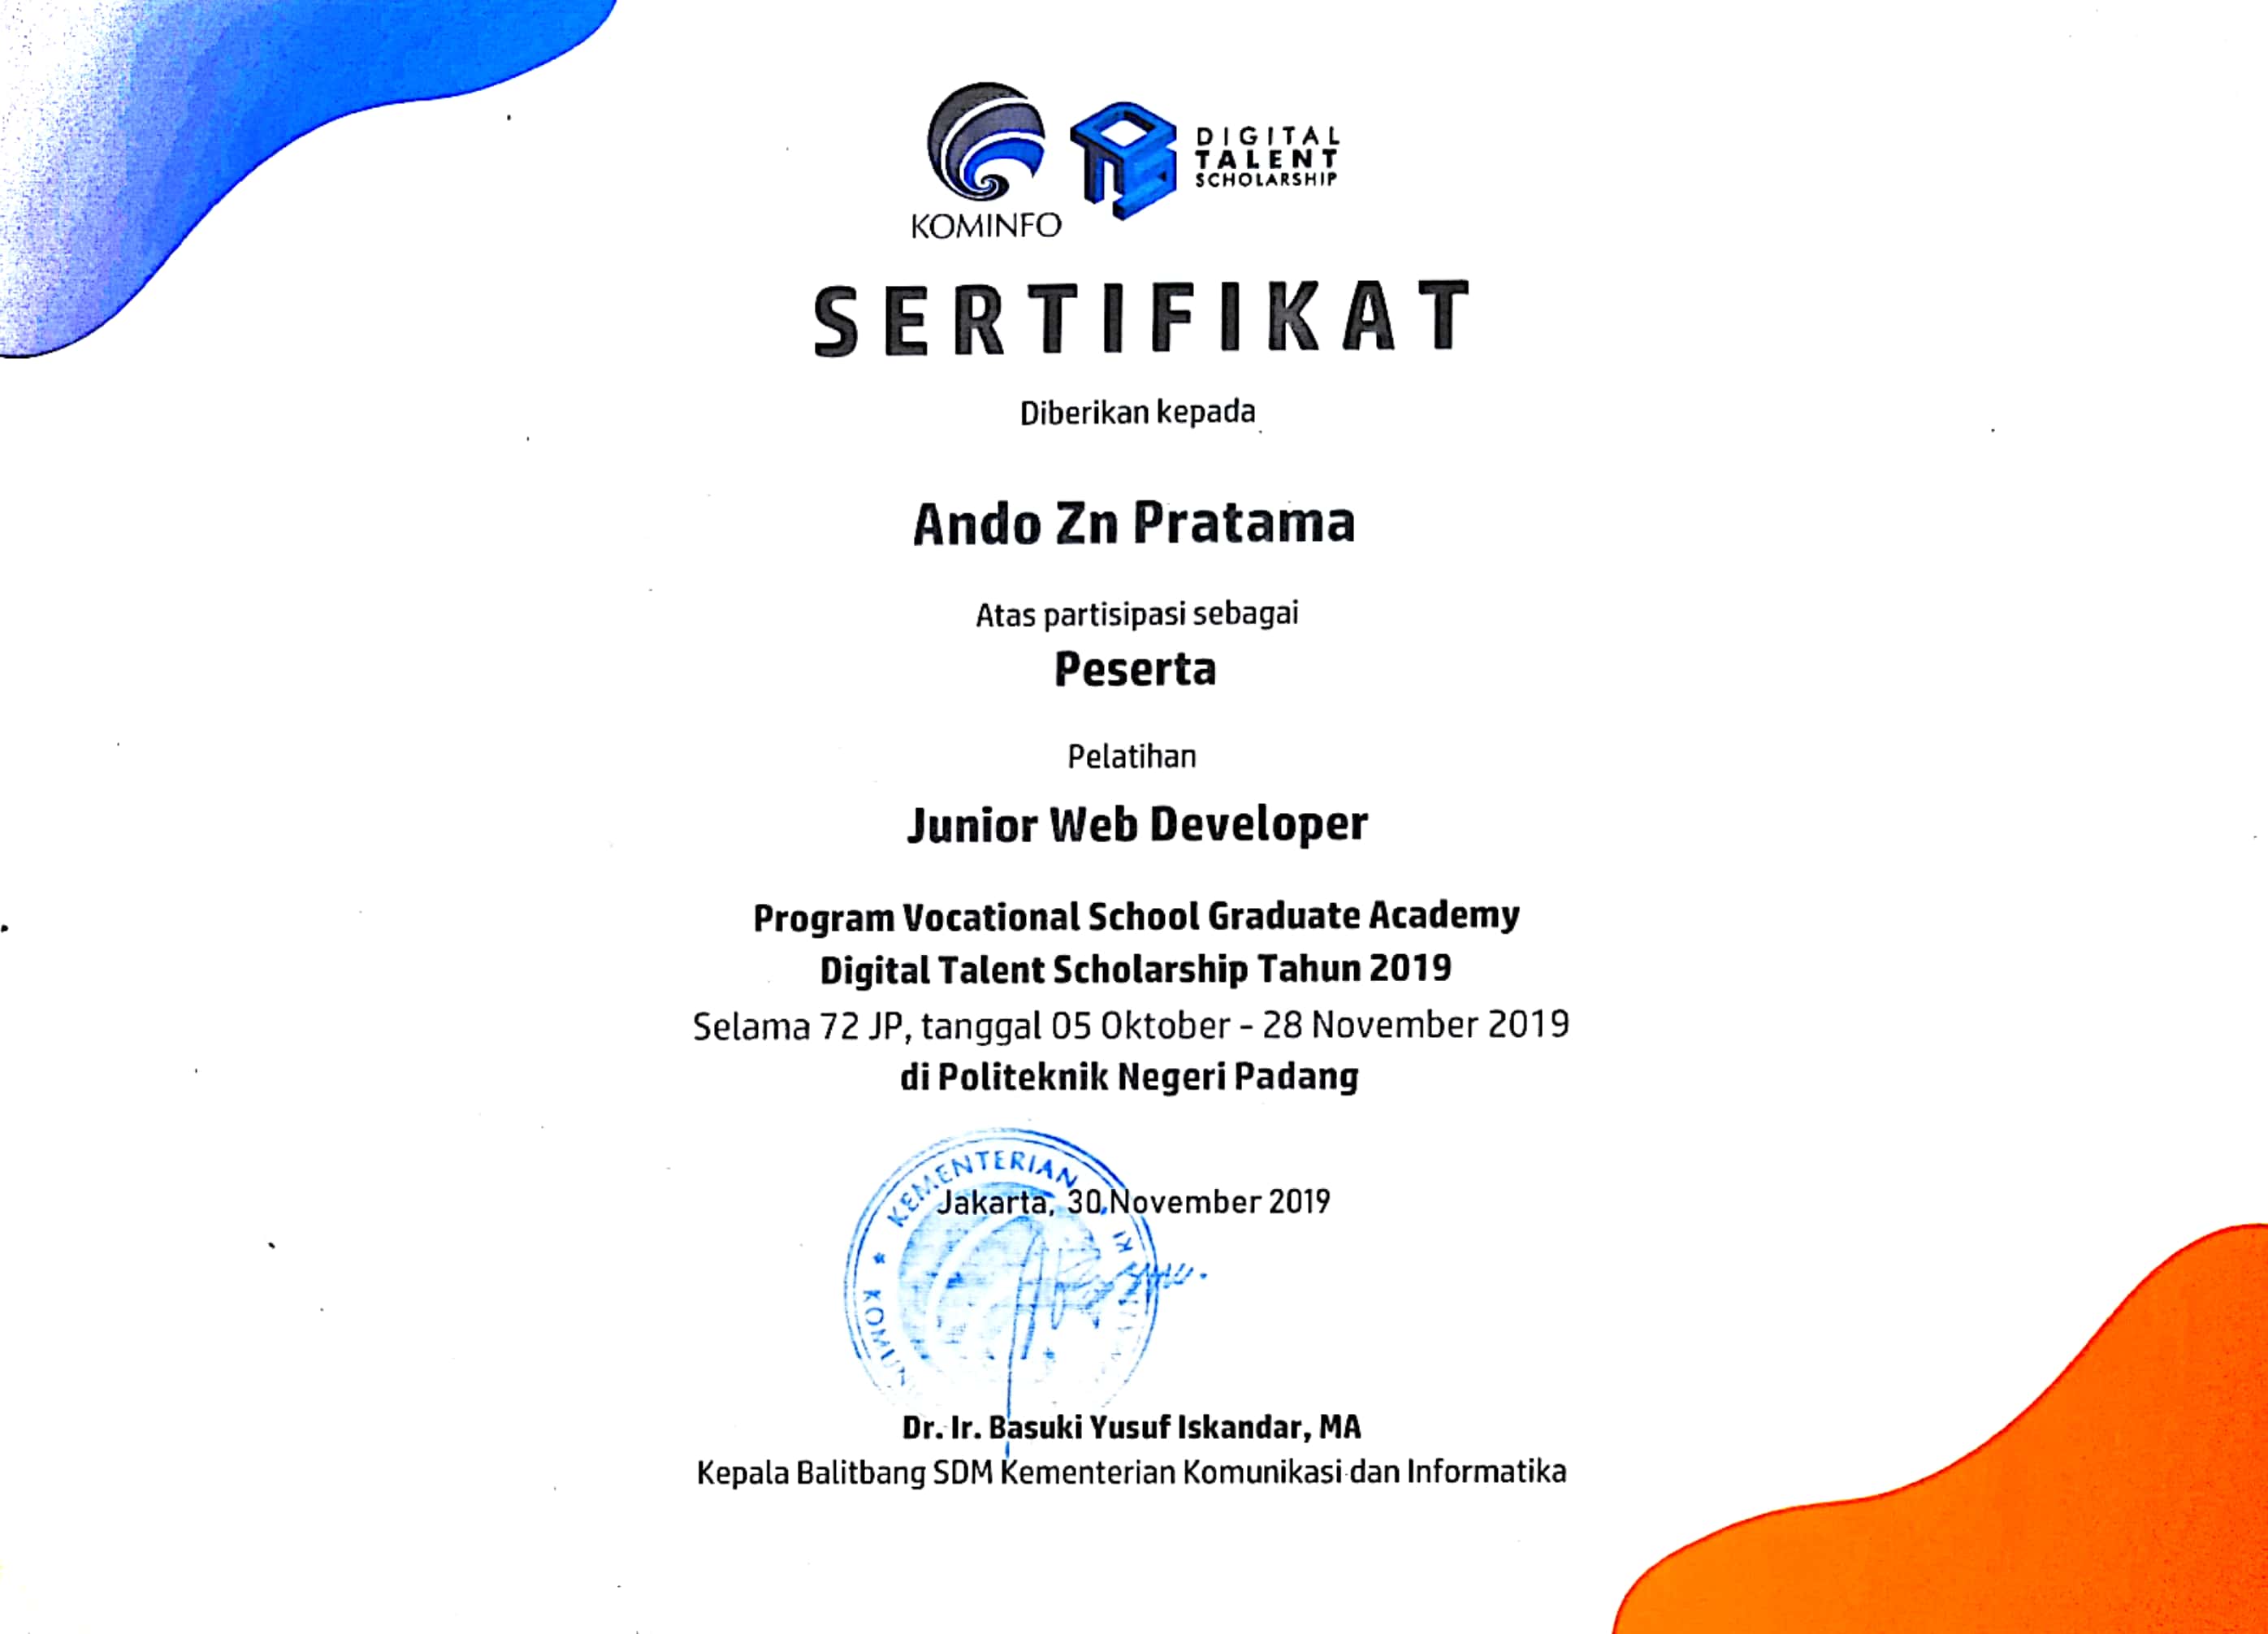 KOMINFO
DIGITAL
TALENT
SCHOLARSHIP
SERTIFIKAT
Diberikan kepada
Ando Zn Pratama
Atas partisipasi sebagai
Peserta
Pelatihan
Junior Web Developer
Program Vocational School Graduate Academy
Digital Talent Scholarship Tahun 2019
Selama 72 JP, tanggal 05 Oktober - 28 November 2019
di Politeknik Negeri Padang
KEMENTERIAN
Jakarta, 30 November 2019
Dr. Ir. Basuki Yusuf Iskandar, MA
Kepala Balitbang SDM Kementerian Komunikasi dan Informatika